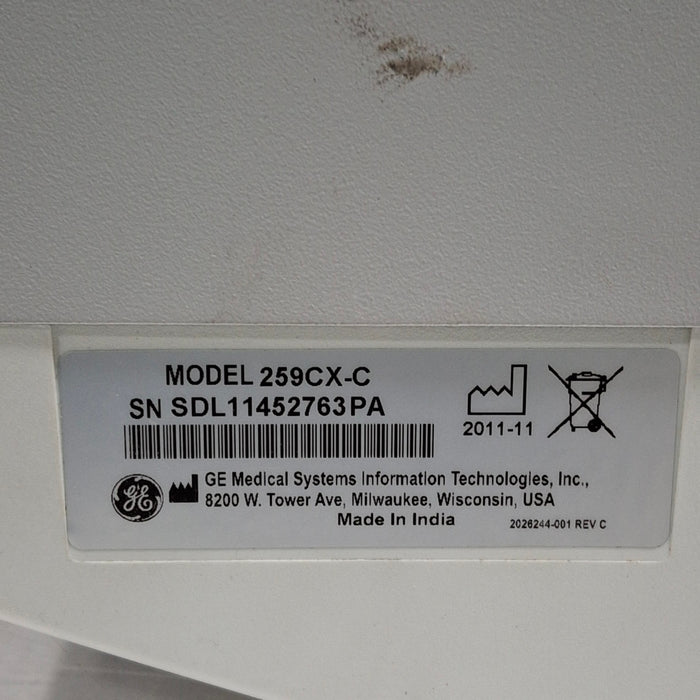 MODEL 259CX-C
SN SDL11452763PA
2011-11
GE
GE Medical Systems Information Technologies, Inc.,
8200 W. Tower Ave, Milwaukee, Wisconsin, USA
Made In India
2026244-001 REV C